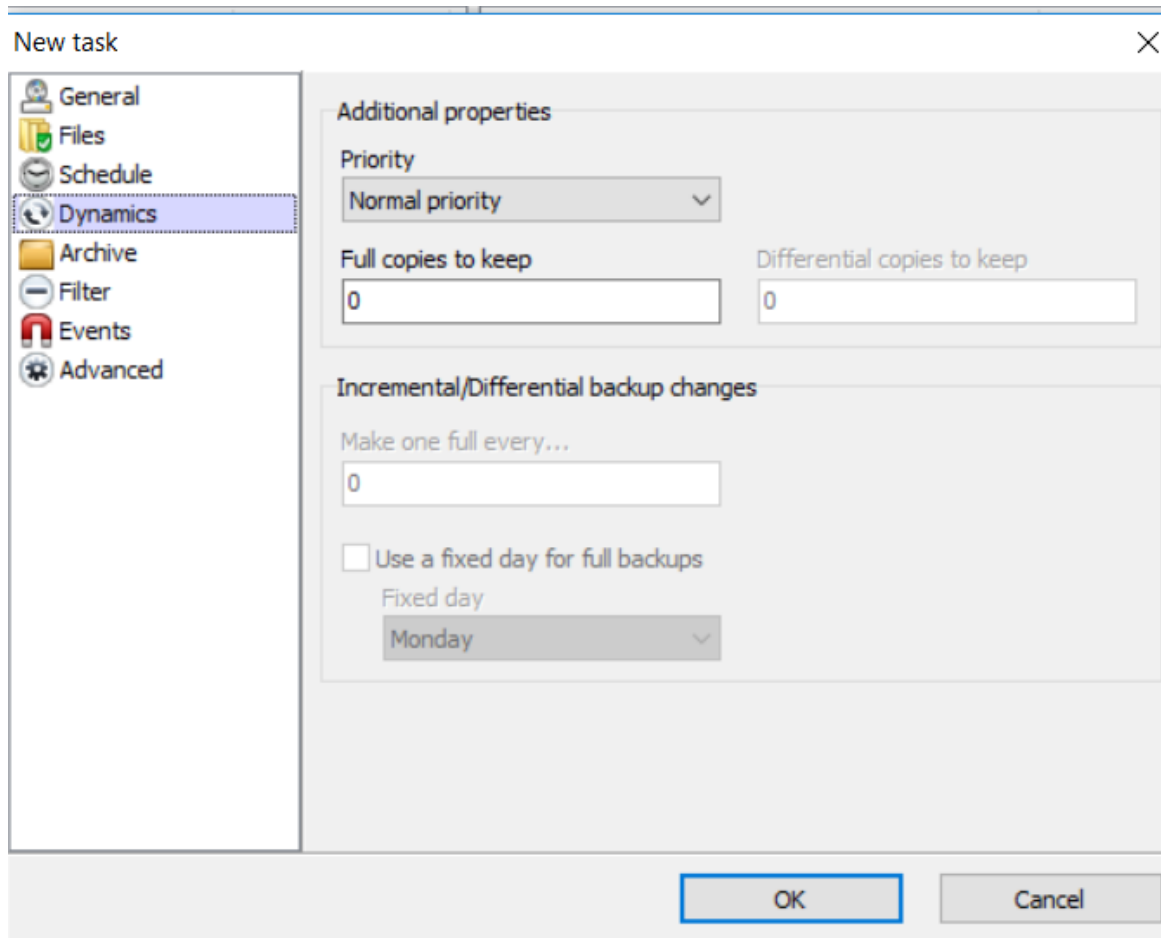 New task
General
Files
Schedule
Dynamics
Archive
Filter
Events
Advanced
Additional properties
Priority
Normal priority
Full copies to keep
Differential copies to keep
0
0
Incremental/Differential backup changes
Make one full every...
0
Use a fixed day for full backups
Fixed day
Monday
OK
Cancel